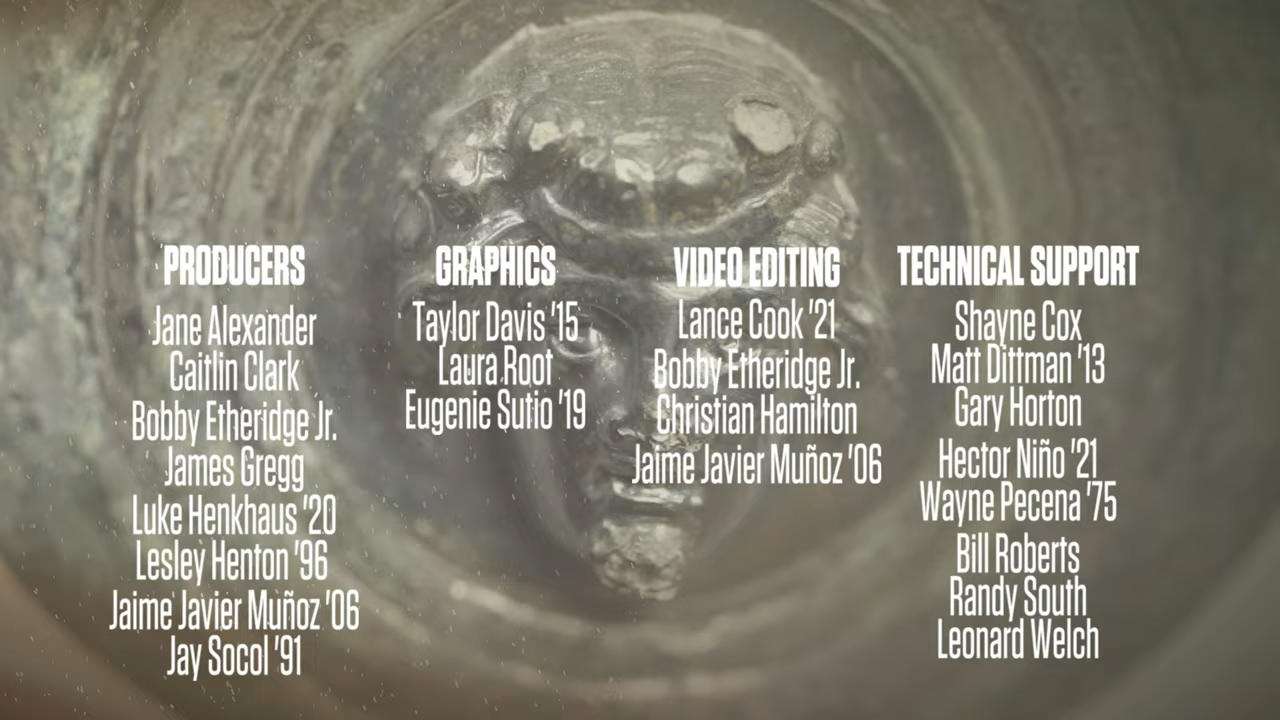 PRODUCERS
Jane Alexander
Caitlin Clark
Bobby Etheridge Jr.
James Gregg
Luke Henkhaus '20
Lesley Henton '96
Jaime Javier Muñoz '06
Jay Socol '91
GRAPHICS
Taylor Davis '15
Laura Root
Eugenie Sutio '19
VIDEO EDITING
Lance Cook '21
Bobby Etheridge Jr.
Christian Hamilton
Jaime Javier Muñoz '06
TECHNICAL SUPPORT
Shayne Cox
Matt Dittman '13
Gary Horton
Hector Niño '21
Wayne Pecena '75
Bill Roberts
Randy South
Leonard Welch